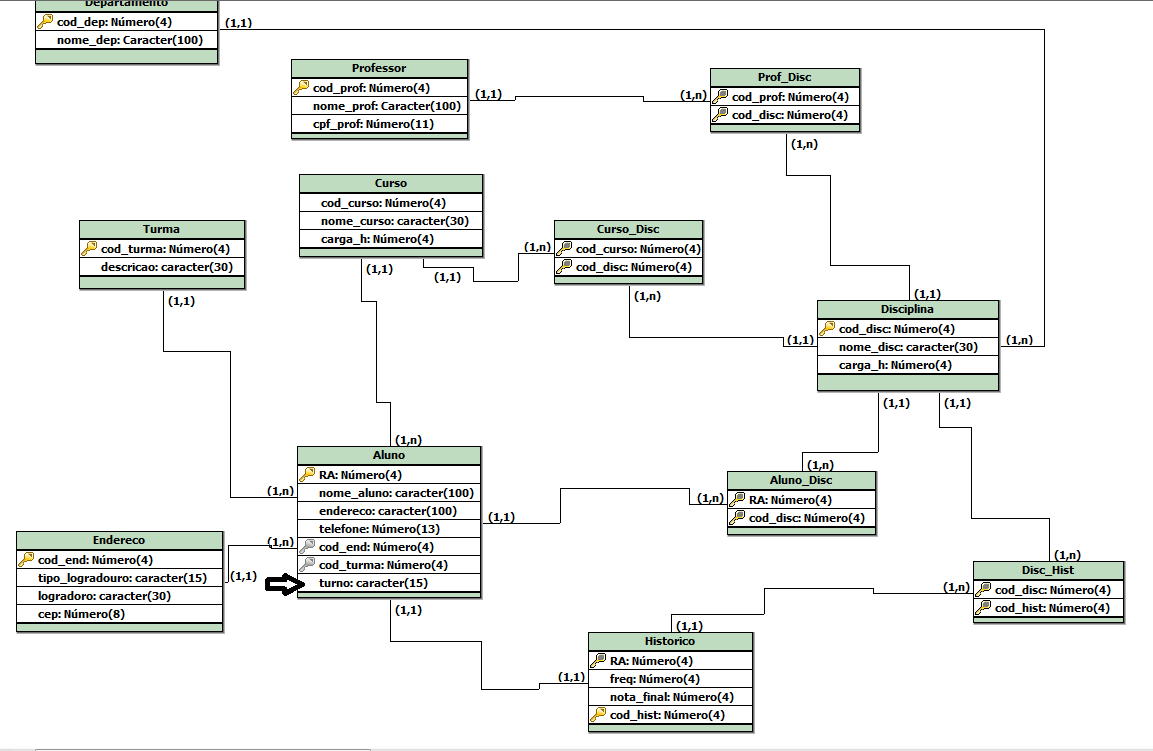 Departamento
cod_dep: Número(4)
nome_dep: Caracter(100)
(1,1)
Professor
cod_prof: Número(4)
nome_prof: Caracter(100)
cpf_prof: Número(11)
(1,1)
(1,n)
Prof_Disc
cod_prof: Número(4)
cod_disc: Número(4)
(1,n)
Curso
cod_curso: Número(4)
nome_curso: caracter(30)
carga_h: Número(4)
(1,1)
(1,1)
(1,n)
Turma
cod_turma: Número(4)
descricao: caracter(30)
(1,1)
Curso_Disc
cod_curso: Número(4)
cod_disc: Número(4)
(1,n)
(1,1)
(1,1)
Disciplina
cod_disc: Número(4)
nome_disc: caracter(30)
carga_h: Número(4)
(1,n)
(1,1)
(1,1)
(1,n)
Aluno
RA: Número(4)
nome_aluno: caracter(100)
endereco: caracter(100)
telefone: Número(13)
cod_end: Número(4)
cod_turma: Número(4)
turno: caracter(15)
(1,n)
(1,n)
(1,1)
(1,1)
(1,n)
(1,n)
Aluno_Disc
RA: Número(4)
cod_disc: Número(4)
Endereco
cod_end: Número(4)
tipo_logradouro: caracter(15)
logradoro: caracter(30)
cep: Número(8)
(1,1)
(1,n)
(1,n)
Disc_Hist
cod_disc: Número(4)
cod_hist: Número(4)
(1,1)
(1,1)
Historico
RA: Número(4)
freq: Número(4)
nota_final: Número(4)
cod_hist: Número(4)